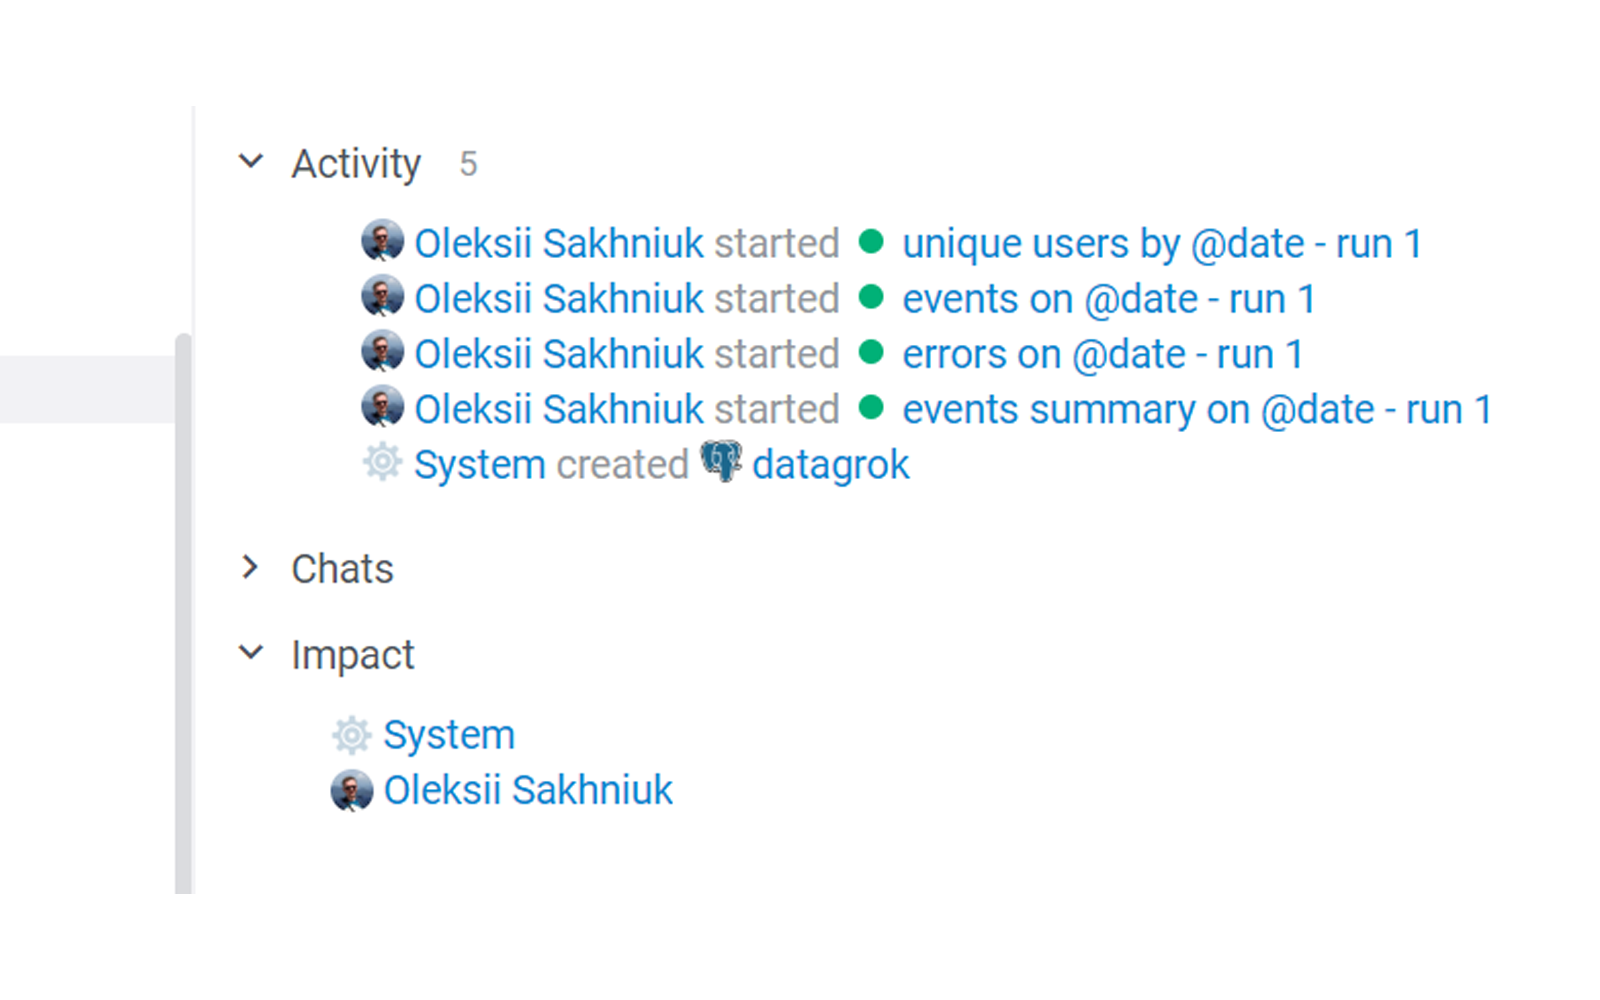 Activity 5
Oleksii Sakhniuk started unique users by @date - run 1
Oleksii Sakhniuk started events on @date - run 1
Oleksii Sakhniuk started errors on @date - run 1
Oleksii Sakhniuk started events summary on @date - run 1
System created datagrok
Chats
Impact
System
Oleksii Sakhniuk